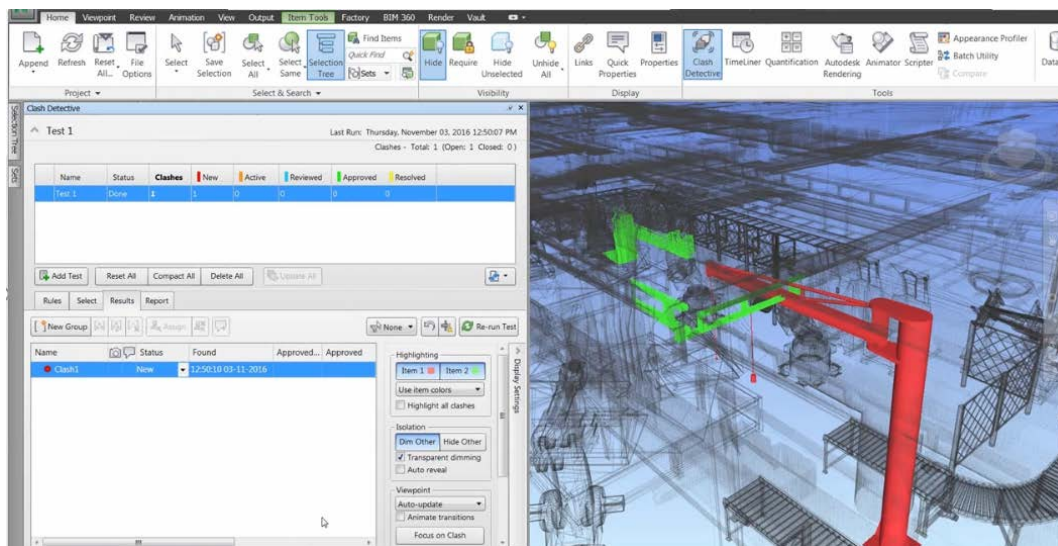 Home Viewpoint Review Animation View Output Item Tools Factory BIM 360 Render Vault
Append Refresh Reset All... File Options Select Save Selection Select All Select Same Selection Tree Find Items
Quick Find
Sets
Hide Require Hide Unselected Unhide All Links Quick Properties Properties Clash Detective TimeLiner Quantification Autodesk Rendering Animator Scripter Appearance Profiler
Batch Utility
Compare
Project Select & Search Visibility Display Tools
Selection Tree
Sets
Clash Detective
Test 1 Last Run: Thursday, November 03, 2016 12:50:07 PM
Clashes - Total: 1 (Open: 1 Closed: 0)
Name Status Clashes New Active Reviewed Approved Resolved
Test 1 Done 1 1 0 0 0 0
Add Test Reset All Compact All Delete All Update All
Rules Select Results Report
New Group Assign None Re-run Test
Name Status Found Approved... Approved
Clash1 New 12:50:10 03-11-2016
Highlighting
Item 1 Item 2
Use item colors
Highlight all clashes
Isolation
Dim Other Hide Other
Transparent dimming
Auto reveal
Viewpoint
Auto-update
Animate transitions
Focus on Clash
Display Settings